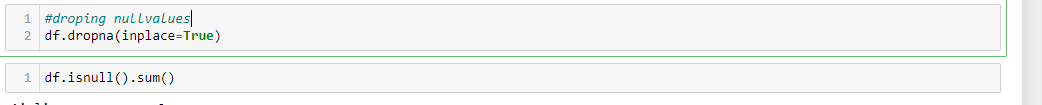 1 #droping nullvalues
2 df.dropna(inplace=True)
1 df.isnull().sum()